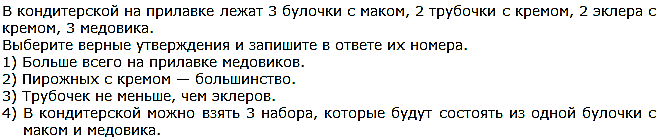 В кондитерской на прилавке лежат 3 булочки с маком, 2 трубочки с кремом, 2 эклера с
кремом, 3 медовика.
Выберите верные утверждения и запишите в ответе их номера.
1) Больше всего на прилавке медовиков.
2) Пирожных с кремом — большинство.
3) Трубочек не меньше, чем эклеров.
4) В кондитерской можно взять 3 набора, которые будут состоять из одной булочки с
маком и медовика.